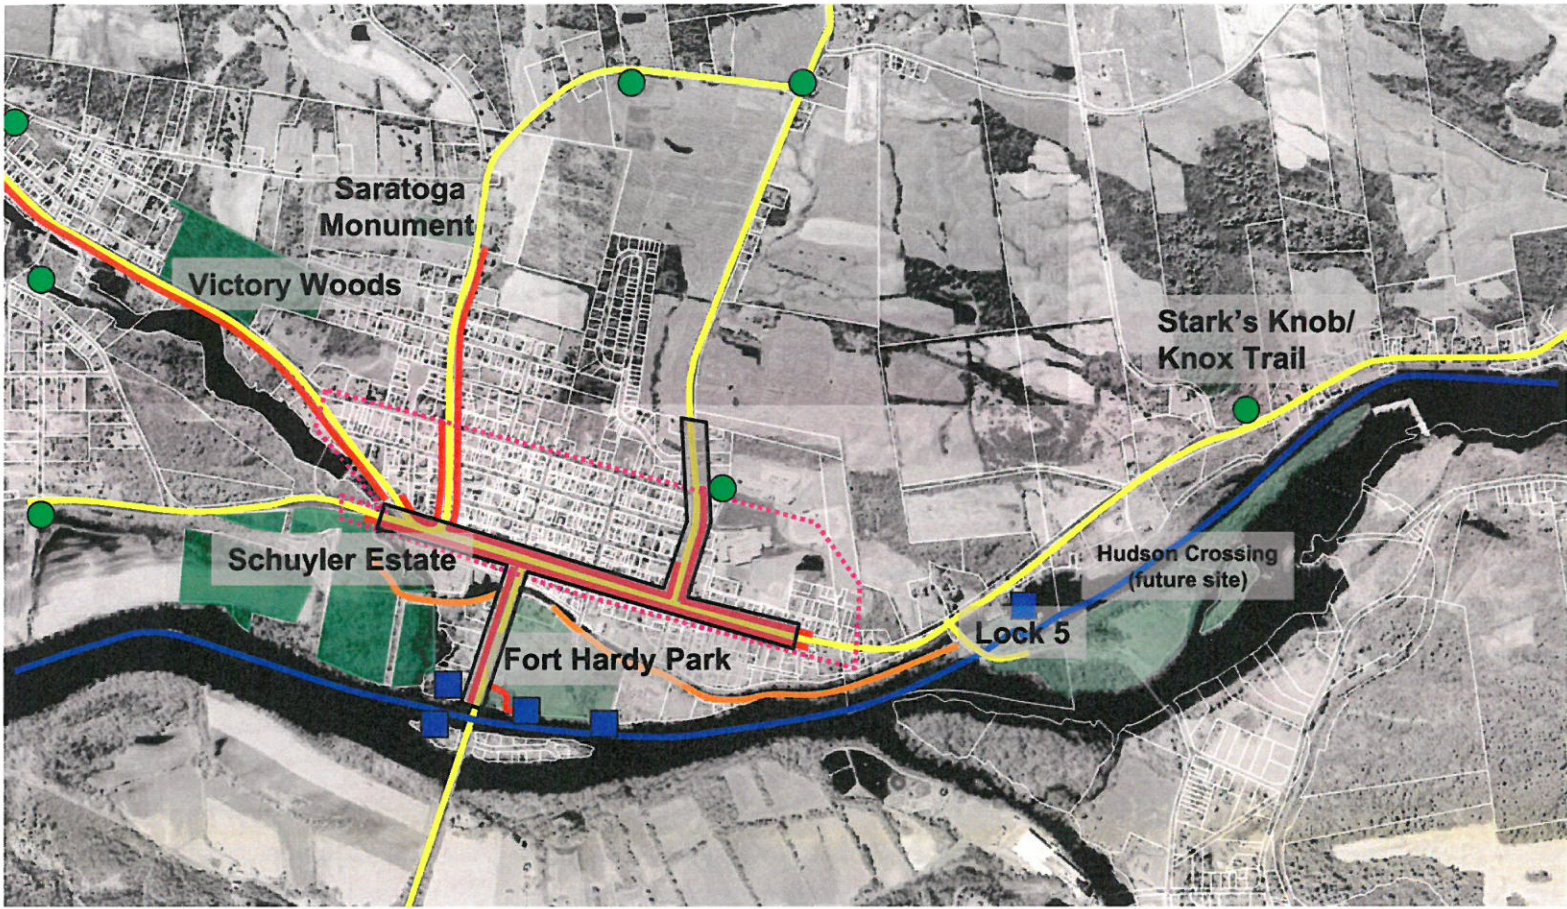 Saratoga
Monument
Victory Woods
Stark's Knob/
Knox Trail
Schuyler Estate
Hudson Crossing
(future site)
Lock 5
Fort Hardy Park